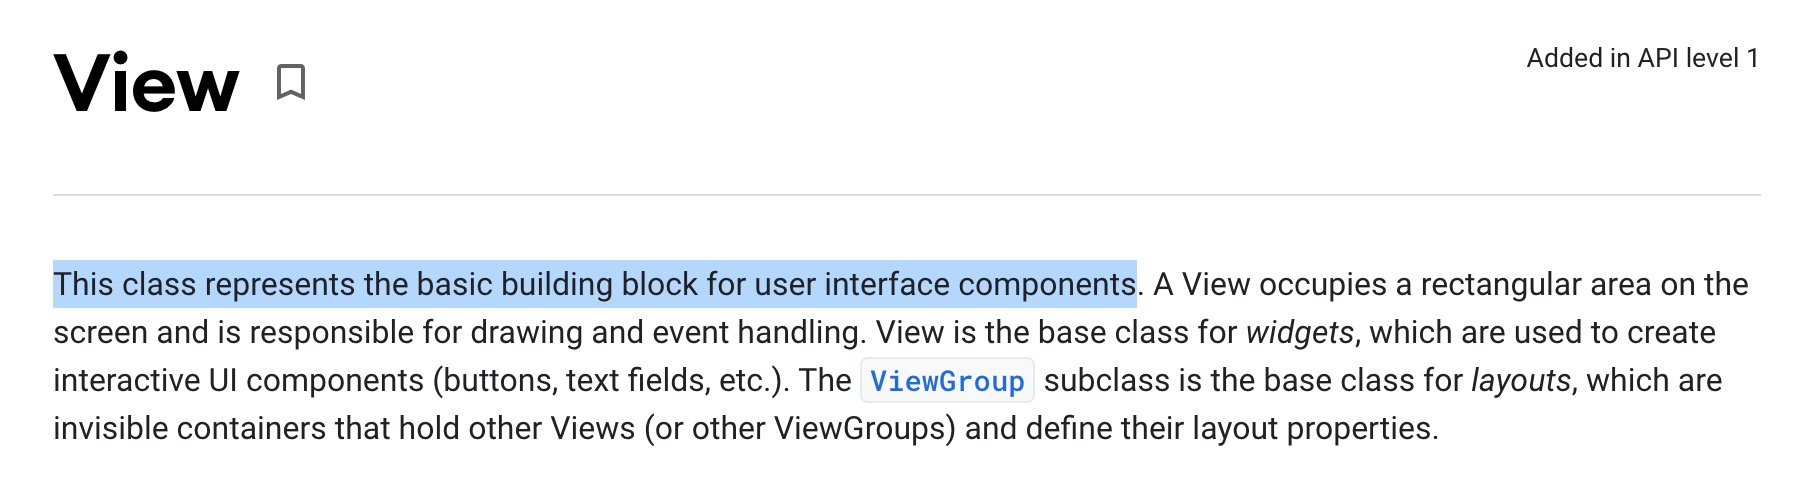 View
Added in API level 1
This class represents the basic building block for user interface components. A View occupies a rectangular area on the
screen and is responsible for drawing and event handling. View is the base class for widgets, which are used to create
interactive UI components (buttons, text fields, etc.). The ViewGroup subclass is the base class for layouts, which are
invisible containers that hold other Views (or other ViewGroups) and define their layout properties.